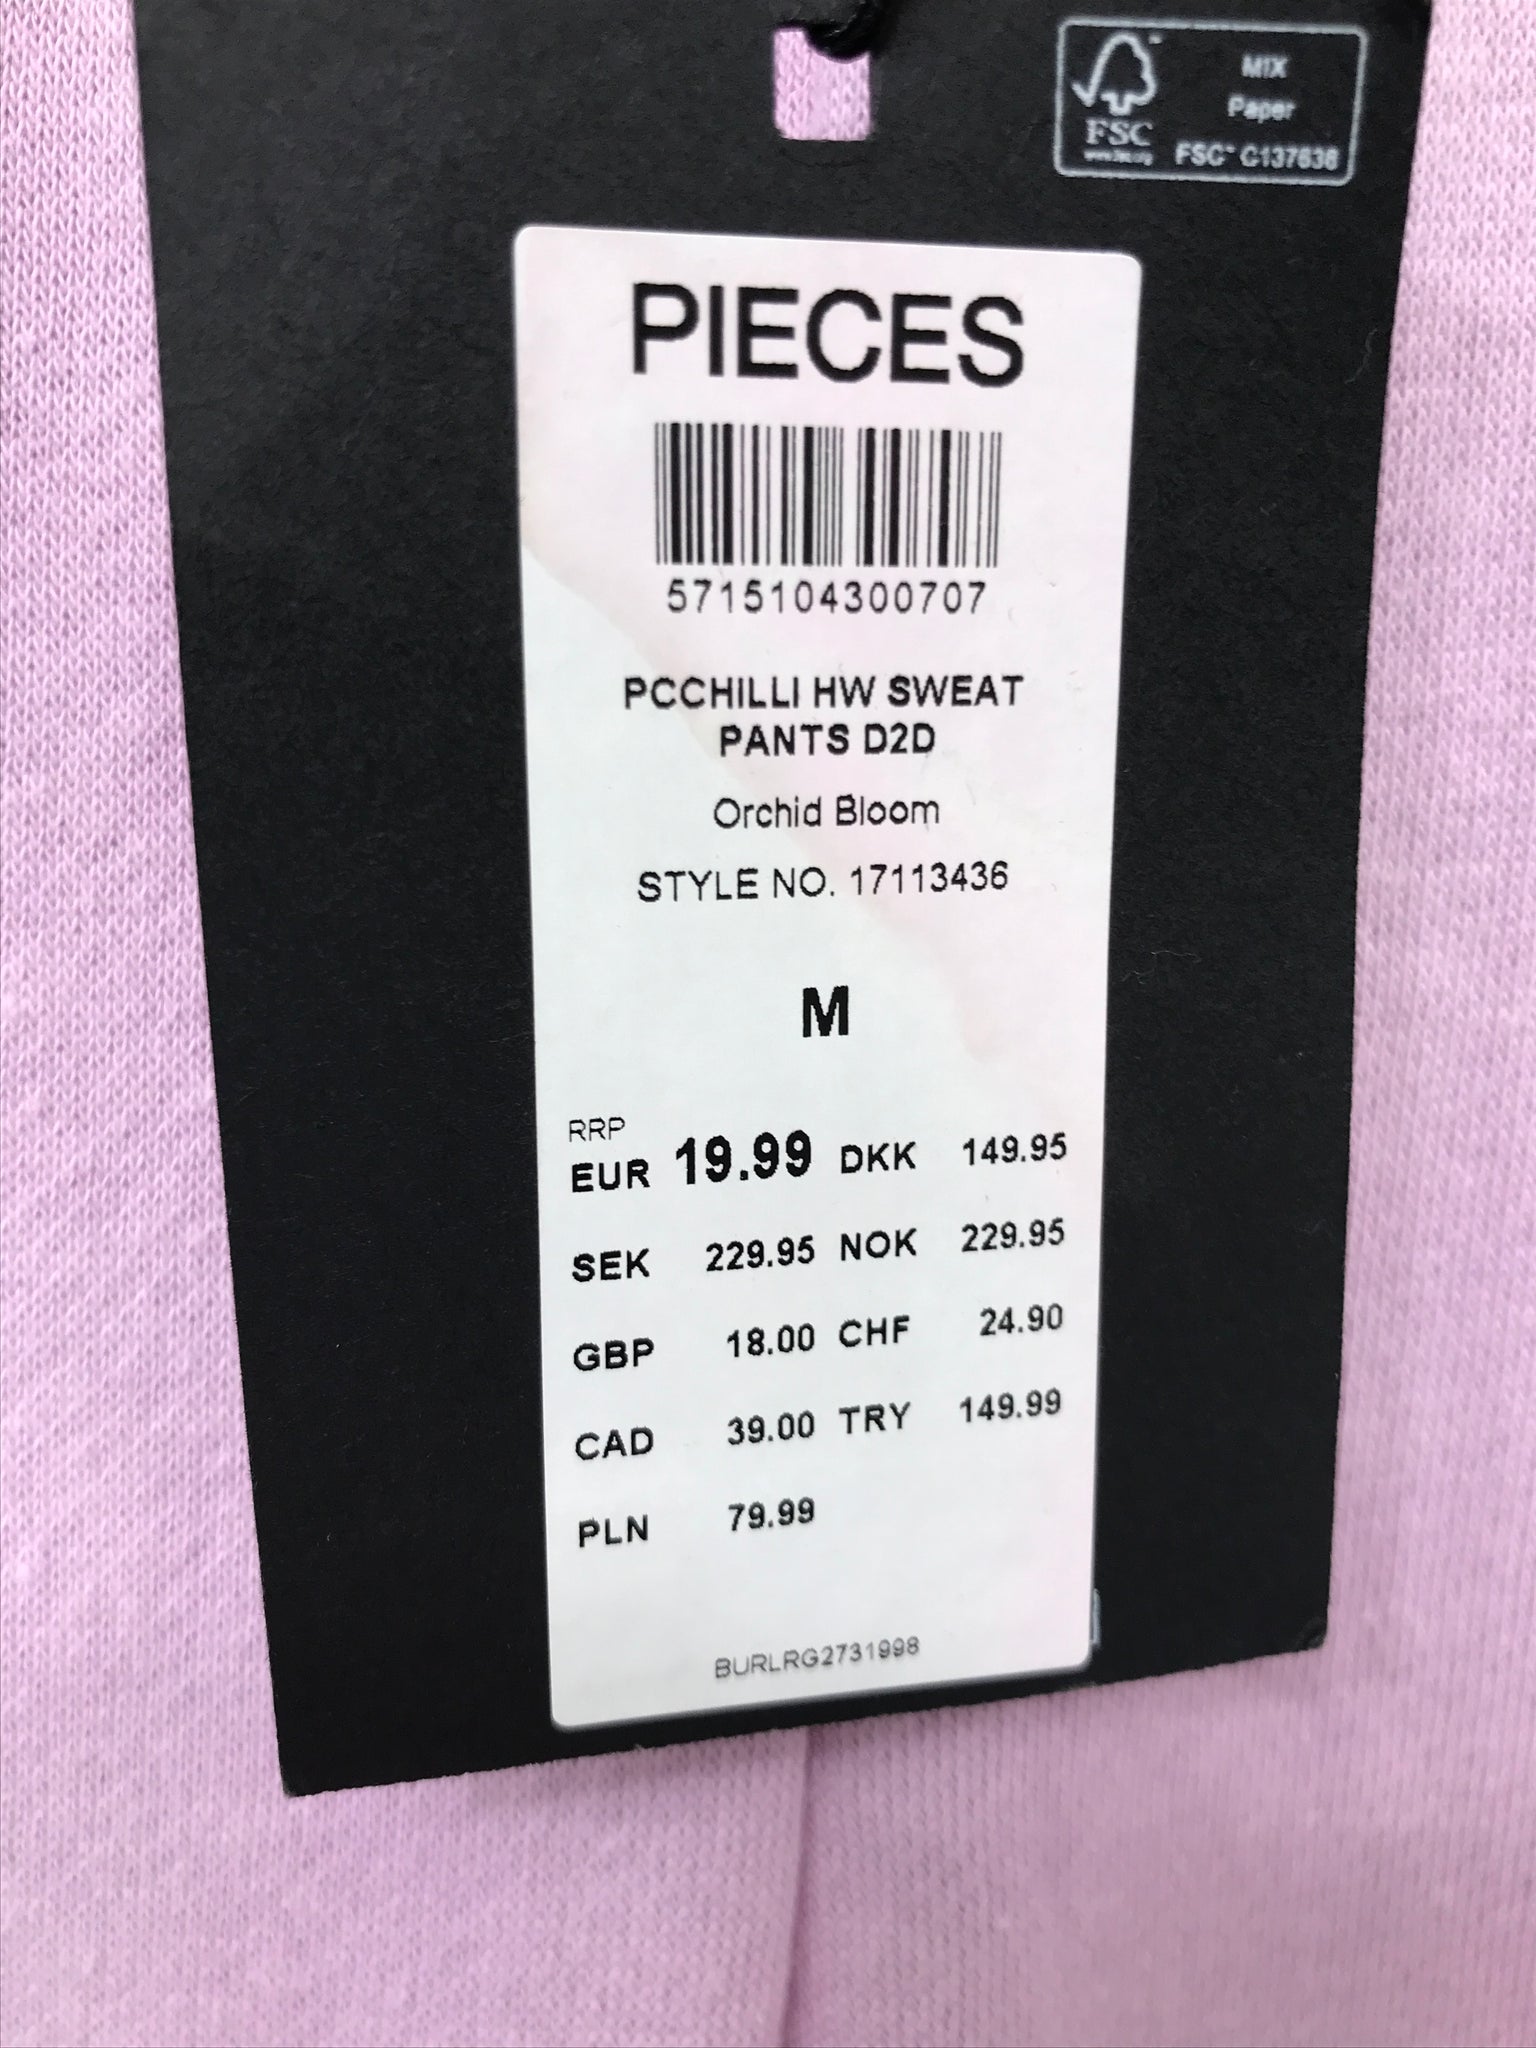 MIX
Paper
FSC
FSC™ C137636
PIECES
5715104300707
PCCHILLI HW SWEAT
PANTS D2D
Orchid Bloom
STYLE NO. 17113436
M
RRP
EUR 19.99 DKK 149.95
SEK 229.95 NOK 229.95
GBP 18.00 CHF 24.90
CAD 39.00 TRY 149.99
PLN 79.99
BURLRG2731998